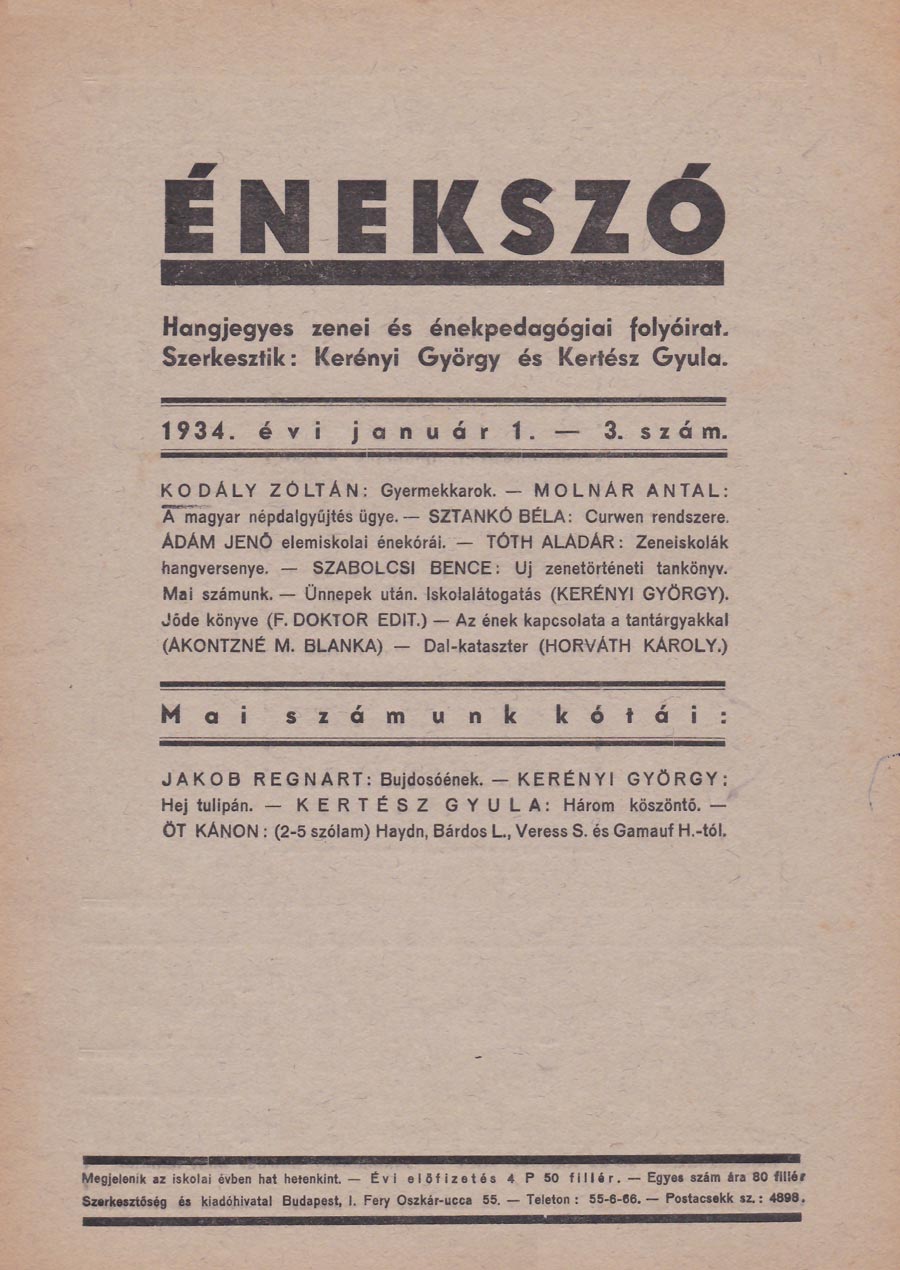 ÉNEKSZÓ
Hangjegyes zenei és énekpedagógiai folyóirat.
Szerkesztik: Kerényi György és Kertész Gyula.
1934. évi január 1. — 3. szám.
KODÁLY ZÓLTÁN: Gyermekkarok. — MOLNÁR ANTAL:
A magyar népdalgyűjtés ügye. — SZTANKÓ BÉLA: Curwen rendszere.
ÁDÁM JENŐ elemiskolai énekórái. — TÓTH ALADÁR: Zeneiskolák
hangversenye. — SZABOLCSI BENCE: Uj zenetörténeti tankönyv.
Mai számunk. — Ünnepek után. Iskolalátogatás (KERÉNYI GYÖRGY).
Jőde könyve (F. DOKTOR EDIT.) — Az ének kapcsolata a tantárgyakkal
(ÁKONTZNÉ M. BLANKA) — Dal-kataszter (HORVÁTH KÁROLY.)
Mai számunk kótái:
JAKOB REGNART: Bujdosóének. — KERÉNYI GYÖRGY:
Hej tulipán. — KERTÉSZ GYULA: Három köszöntő. —
ÖT KÁNON: (2-5 szólam) Haydn, Bárdos L., Veress S. és Gamauf H.-tól.
Megjelenik az iskolai évben hat hetenkint. — Évi előfizetés 4 P 50 fillér. — Egyes szám ára 80 fillér
Szerkesztőség és kiadóhivatal Budapest, I. Fery Oszkár-ucca 55. — Teleton: 55-6-66. — Postacsekk sz.: 4898.